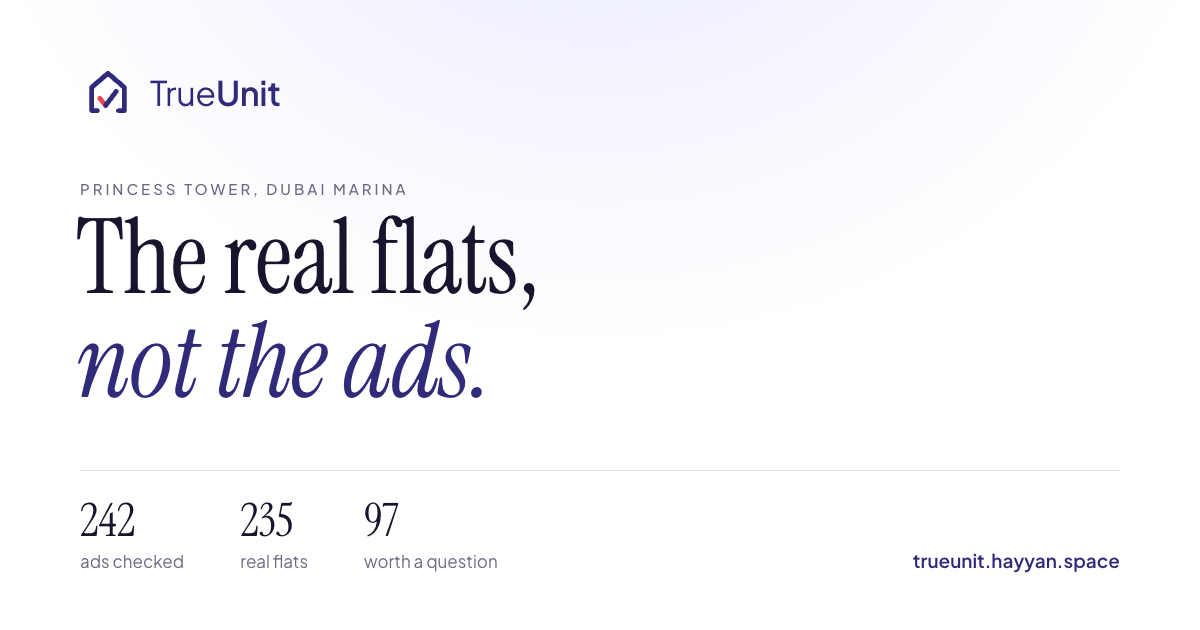 TrueUnit
PRINCESS TOWER, DUBAI MARINA
The real flats,
not the ads.
242
ads checked
235
real flats
97
worth a question
trueunit.hayyan.space